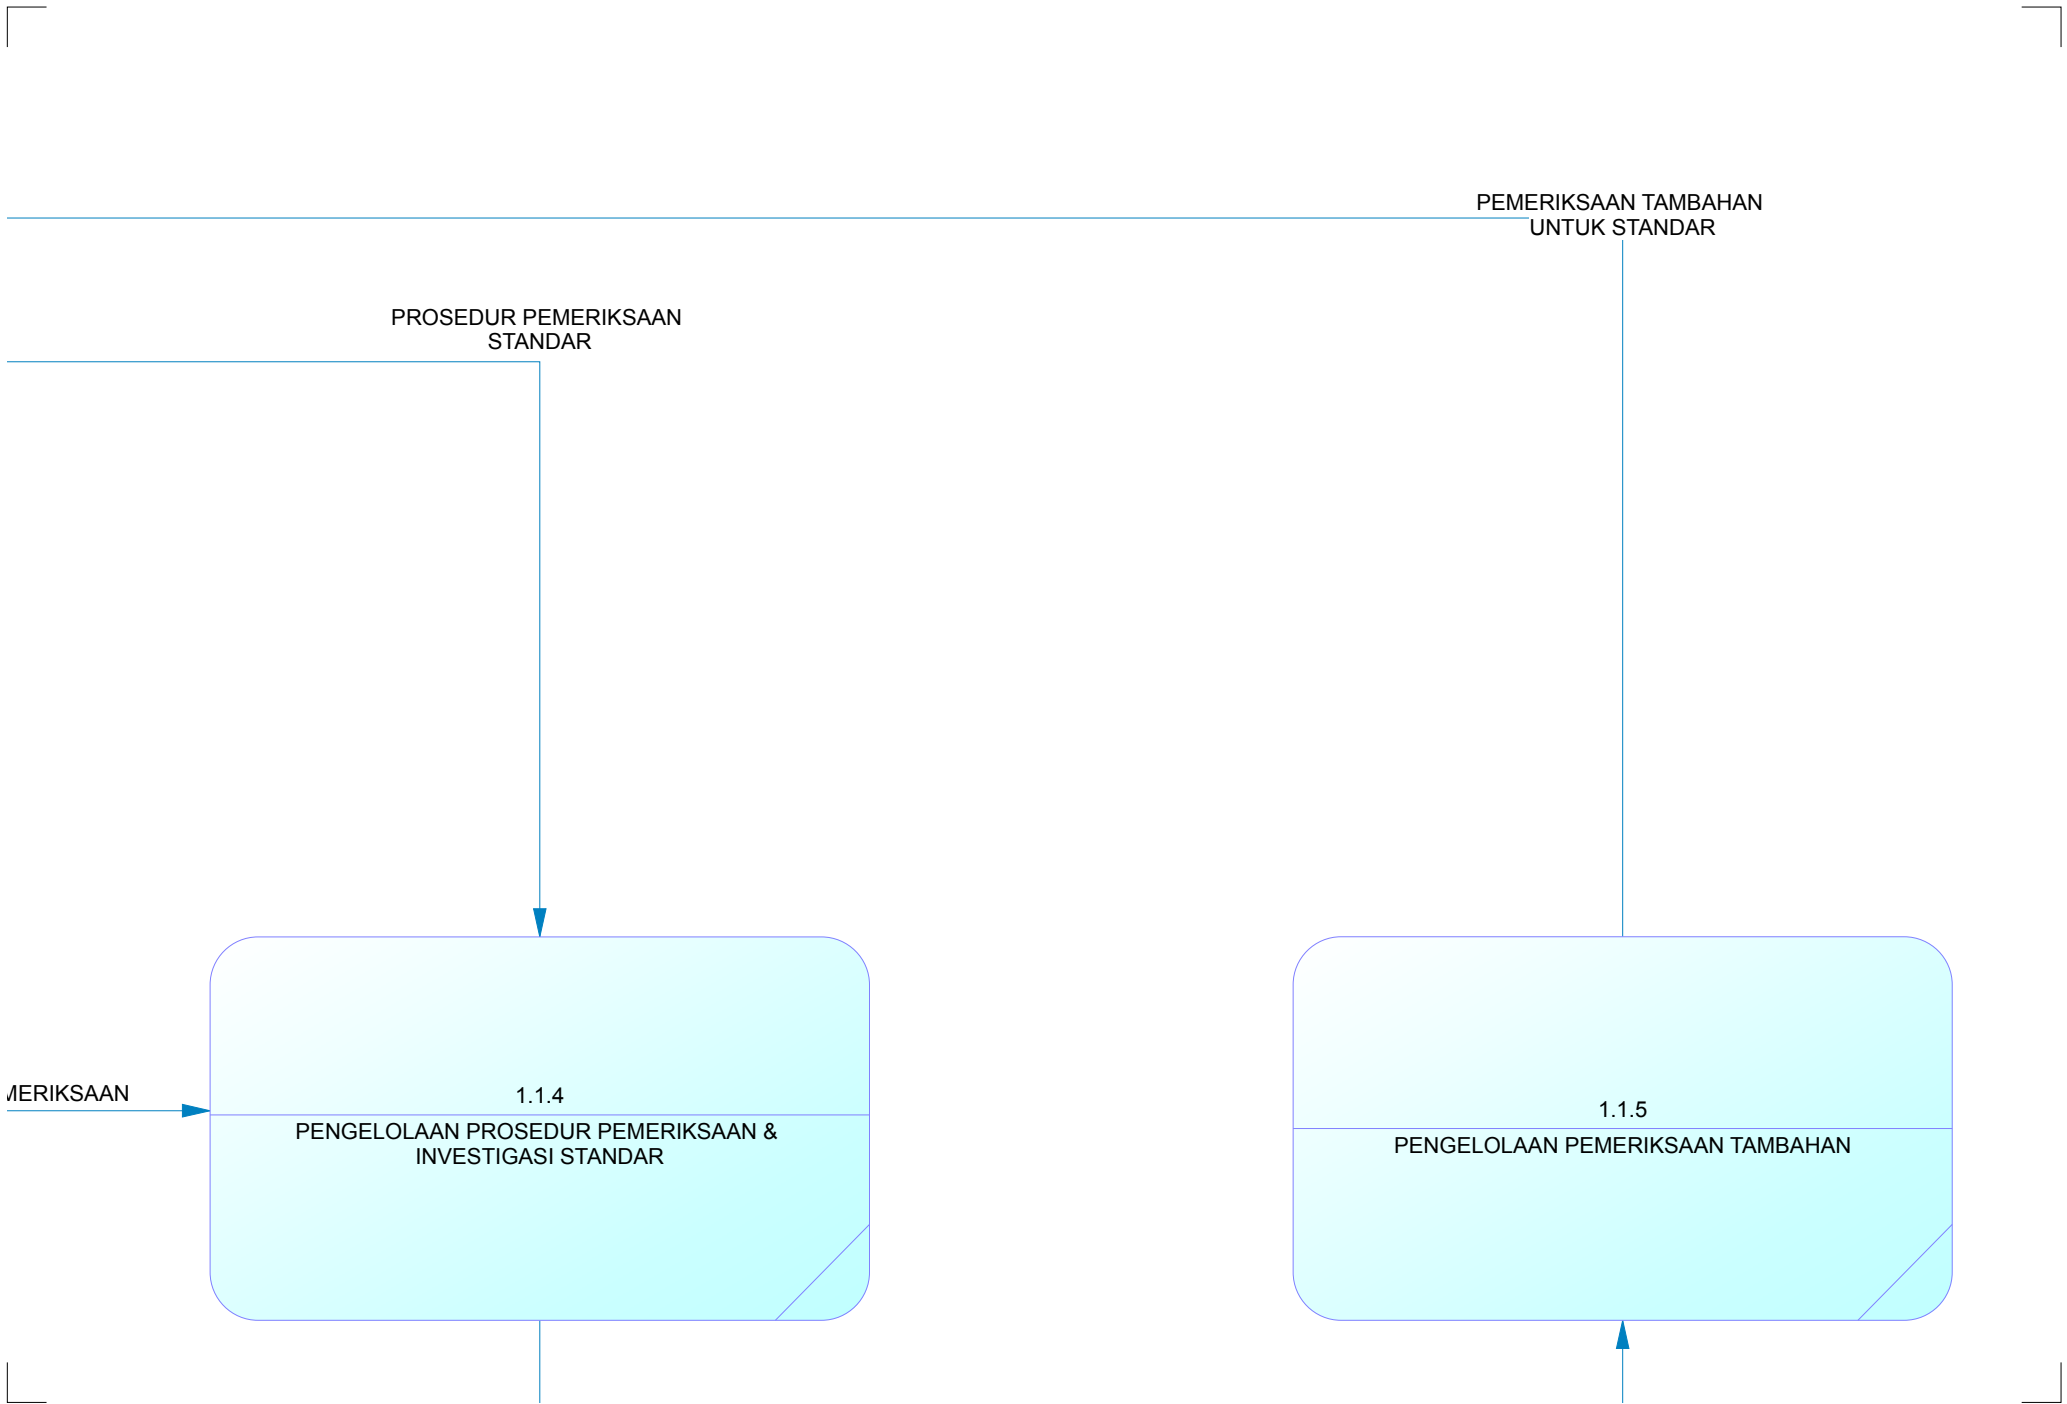 PEMERIKSAAN TAMBAHAN
UNTUK STANDAR
PROSEDUR PEMERIKSAAN
STANDAR
1.1.4
PENGELOLAAN PROSEDUR PEMERIKSAAN &
INVESTIGASI STANDAR
1.1.5
PENGELOLAAN PEMERIKSAAN TAMBAHAN